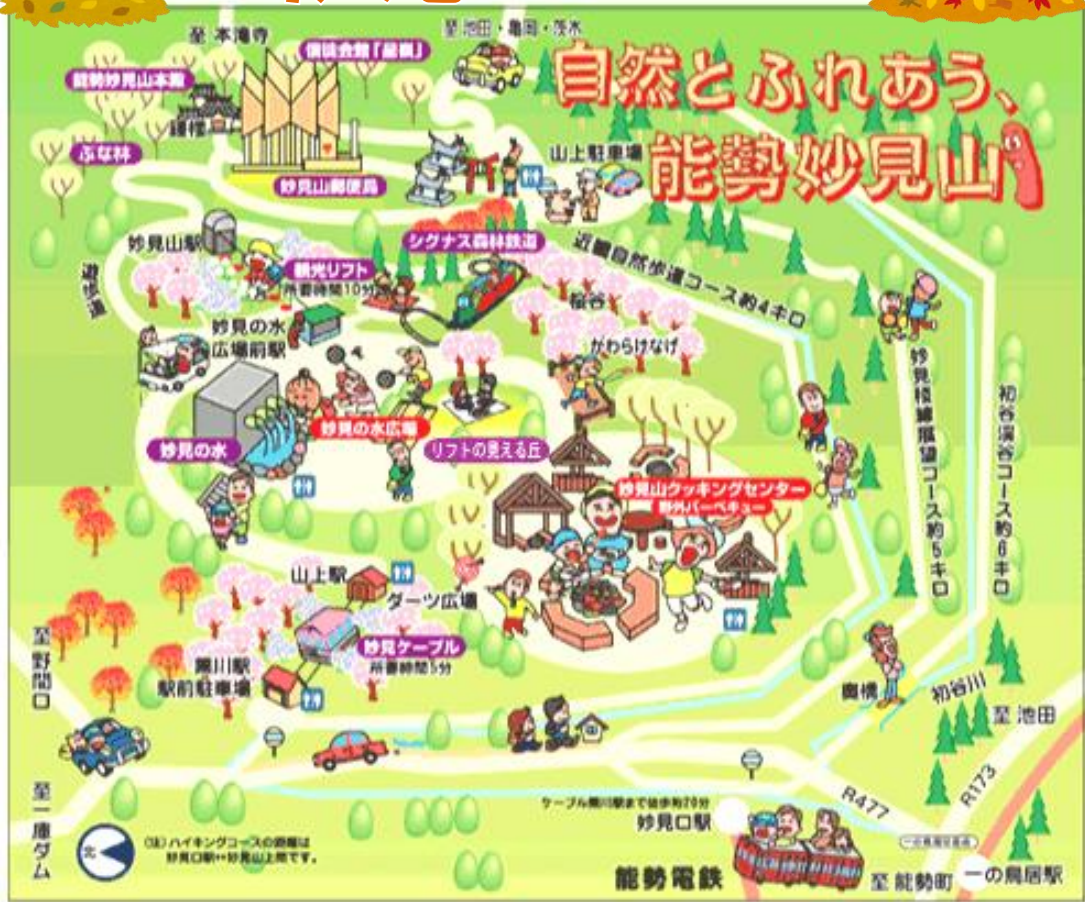 至 本滝寺
信徒会館「星嶺」
至 池田・亀岡・茨木
自然とふれあう、
能勢妙見山
能勢妙見山本殿
鐘楼
ぶな林
妙見山郵便局
山上駐車場
妙見山駅
シグナス森林鉄道
近畿自然歩道コース約4キロ
観光リフト
所要時間10分
遊歩道
桜谷
妙見の水
広場前駅
かわらけなげ
妙見稜線展望コース約5キロ
初谷渓谷コース約6キロ
妙見の水
妙見の水広場
リフトの見える丘
妙見山クッキングセンター
野外バーベキュー
山上駅
ダーツ広場
妙見ケーブル
所要時間5分
黒川駅
駅前駐車場
至 野間口
奥橋
初谷川
至 池田
至 一庫ダム
R477
R173
ケーブル黒川駅まで徒歩約20分
妙見口駅
北
(注)ハイキングコースの距離は
妙見口駅↔妙見山上間です。
能勢電鉄
至 能勢町
一の鳥居駅